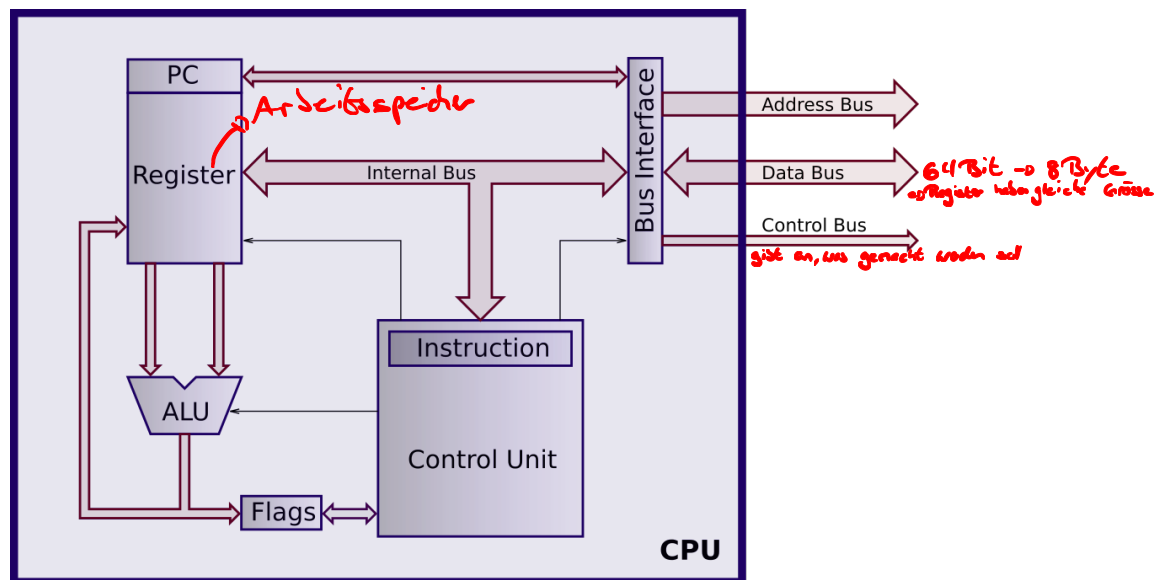 PC
Arbeitsspeicher
Register
Internal Bus
Bus Interface
Address Bus
Data Bus
64 Bit → 8 Byte
⇒ Register haben gleiche Grösse
Control Bus
gibt an, was gemacht werden soll
Instruction
ALU
Control Unit
Flags
CPU